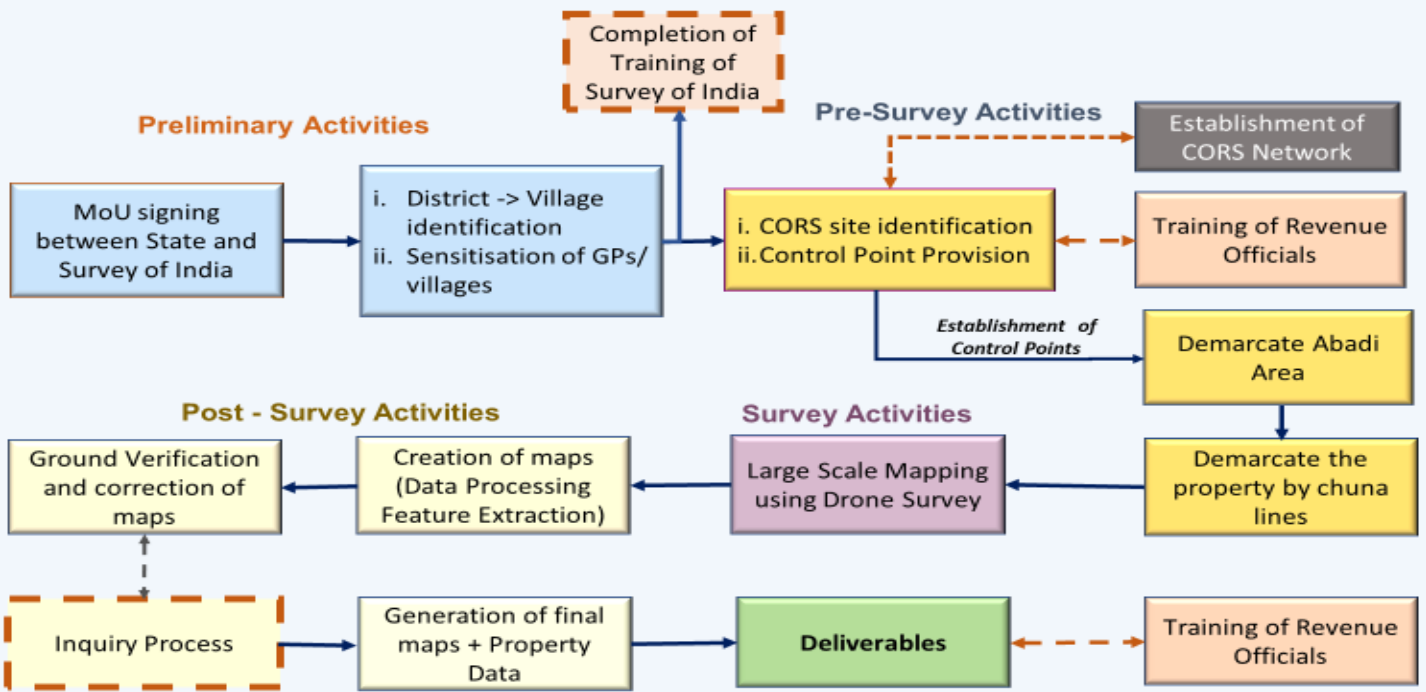 Completion of
Training of
Survey of India
Preliminary Activities
Pre-Survey Activities
Establishment of
CORS Network
MoU signing
between State and
Survey of India
i. District -> Village
identification
ii. Sensitisation of GPs/
villages
i. CORS site identification
ii.Control Point Provision
Training of Revenue
Officials
Establishment of
Control Points
Demarcate Abadi
Area
Post - Survey Activities
Survey Activities
Ground Verification
and correction of
maps
Creation of maps
(Data Processing
Feature Extraction)
Large Scale Mapping
using Drone Survey
Demarcate the
property by chuna
lines
Inquiry Process
Generation of final
maps + Property
Data
Deliverables
Training of Revenue
Officials